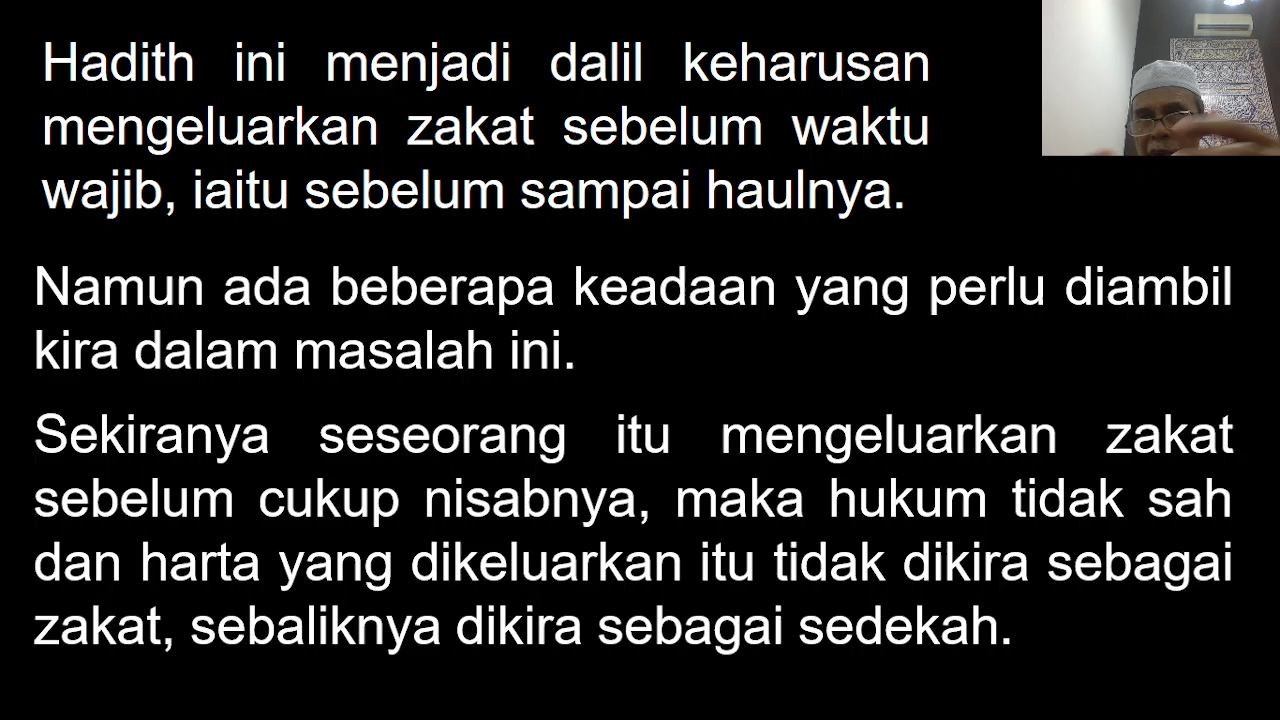 Hadith ini menjadi dalil keharusan
mengeluarkan zakat sebelum waktu
wajib, iaitu sebelum sampai haulnya.
Namun ada beberapa keadaan yang perlu diambil
kira dalam masalah ini.
Sekiranya seseorang itu mengeluarkan zakat
sebelum cukup nisabnya, maka hukum tidak sah
dan harta yang dikeluarkan itu tidak dikira sebagai
zakat, sebaliknya dikira sebagai sedekah.